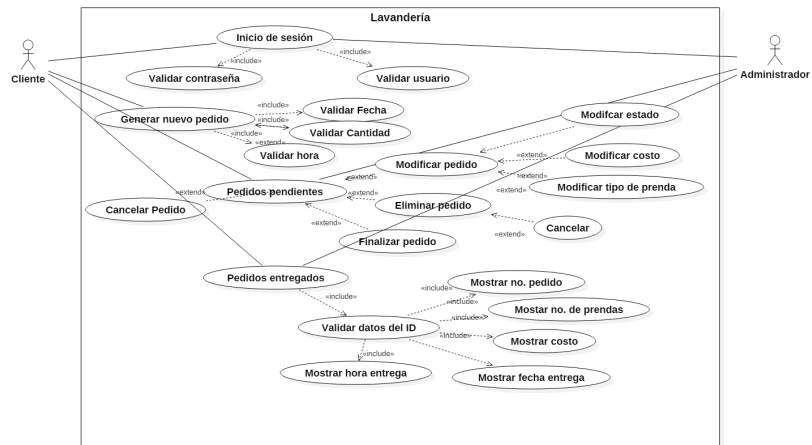 Lavandería
Cliente
Administrador
Inicio de sesión
«include»
«include»
Validar contraseña
Validar usuario
Generar nuevo pedido
«include»
Validar Fecha
«include»
Validar Cantidad
«include»
«extend»
Validar hora
Modifcar estado
Modificar pedido
«extend»
Modificar costo
«extend»
«extend»
Modificar tipo de prenda
«extend»
Pedidos pendientes
«extend»
«extend»
Cancelar Pedido
Eliminar pedido
«extend»
Cancelar
«extend»
Finalizar pedido
Pedidos entregados
«include»
Mostrar no. pedido
«include»
«include»
Mostar no. de prendas
«include»
Validar datos del ID
«include»
Mostrar costo
«include»
Mostrar hora entrega
Mostrar fecha entrega